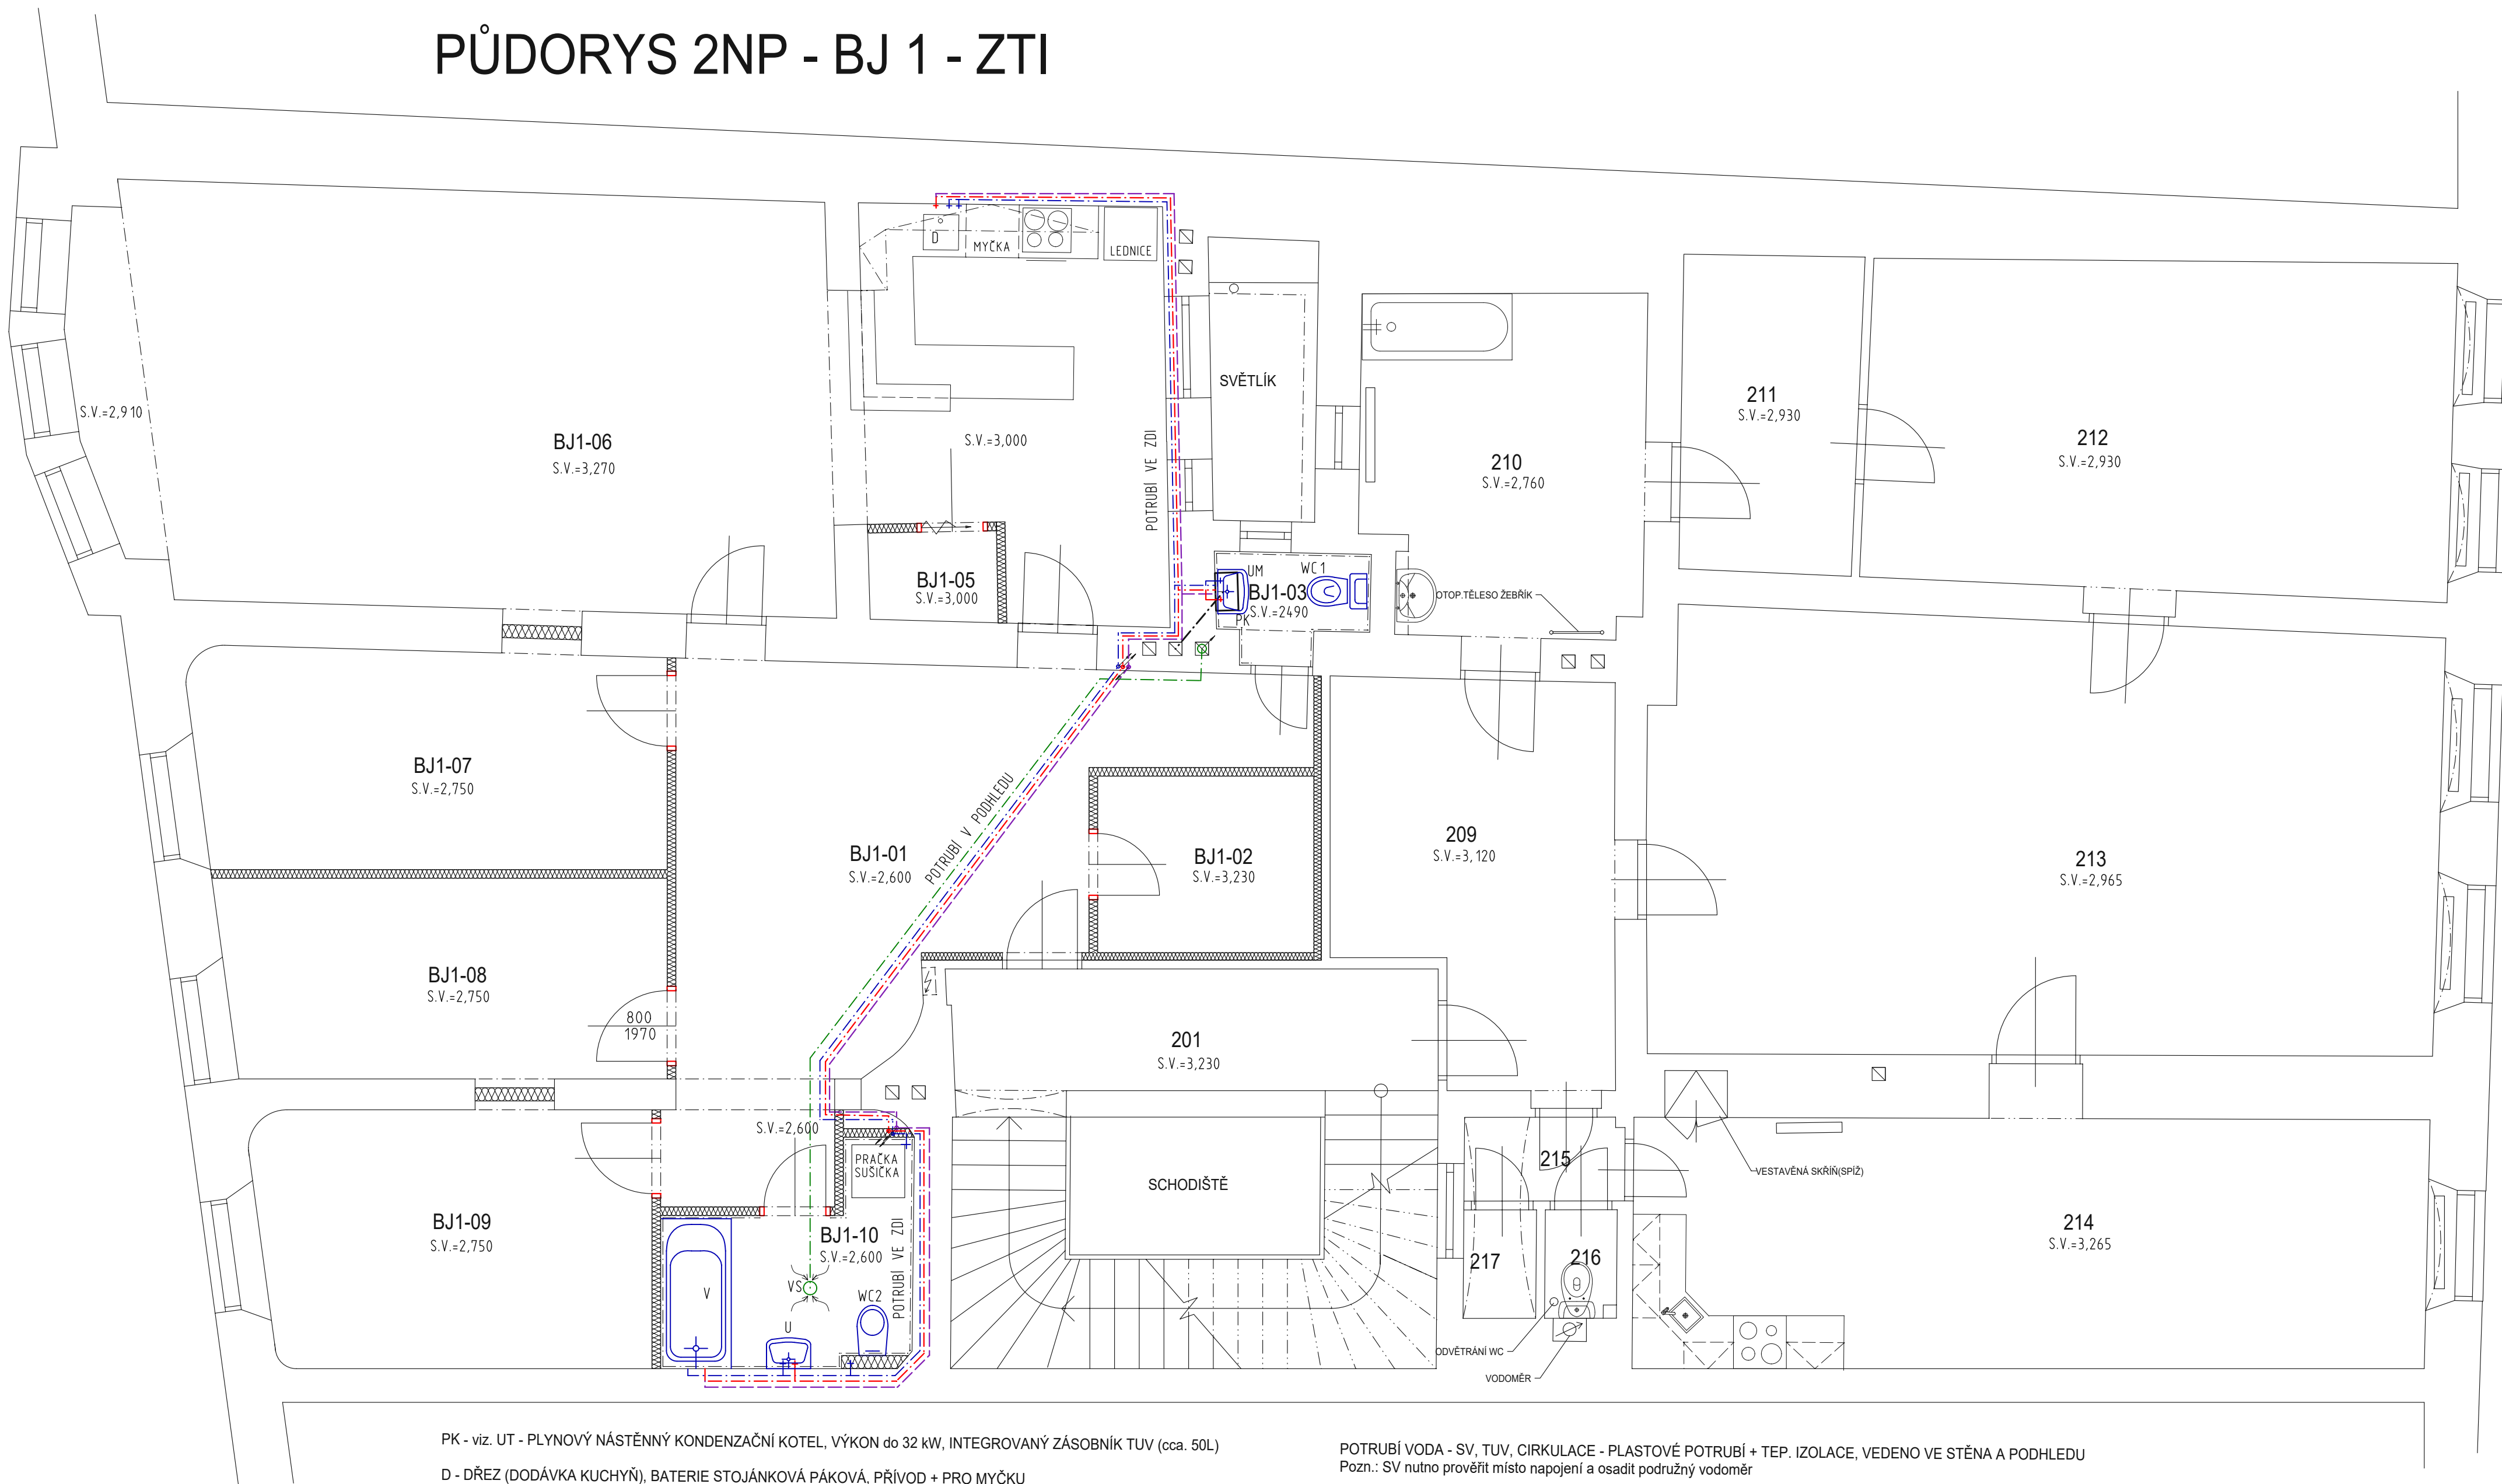 PŮDORYS 2NP - BJ 1 - ZTI
D
MYČKA
LEDNICE
SVĚTLÍK
S.V.=2,910
BJ1-06
S.V.=3,270
S.V.=3,000
POTRUBÍ VE ZDI
210
S.V.=2,760
211
S.V.=2,930
212
S.V.=2,930
BJ1-05
S.V.=3,000
UM
WC1
BJ1-03
S.V.=2490
PK
OTOP.TĚLESO ŽEBŘÍK
BJ1-07
S.V.=2,750
POTRUBÍ V PODHLEDU
BJ1-01
S.V.=2,600
BJ1-02
S.V.=3,230
209
S.V.=3,120
213
S.V.=2,965
BJ1-08
S.V.=2,750
800
1970
201
S.V.=3,230
S.V.=2,600
PRAČKA
SUŠIČKA
SCHODIŠTĚ
215
VESTAVĚNÁ SKŘÍŇ(SPÍŽ)
BJ1-09
S.V.=2,750
BJ1-10
S.V.=2,600
POTRUBÍ VE ZDI
V
VS
U
WC2
217
216
214
S.V.=3,265
ODVĚTRÁNÍ WC
VODOMĚR
PK - viz. UT - PLYNOVÝ NÁSTĚNNÝ KONDENZAČNÍ KOTEL, VÝKON do 32 kW, INTEGROVANÝ ZÁSOBNÍK TUV (cca. 50L)
D - DŘEZ (DODÁVKA KUCHYŇ), BATERIE STOJÁNKOVÁ PÁKOVÁ, PŘÍVOD + PRO MYČKU
POTRUBÍ VODA - SV, TUV, CIRKULACE - PLASTOVÉ POTRUBÍ + TEP. IZOLACE, VEDENO VE STĚNA A PODHLEDU
Pozn.: SV nutno prověřit místo napojení a osadit podružný vodoměr